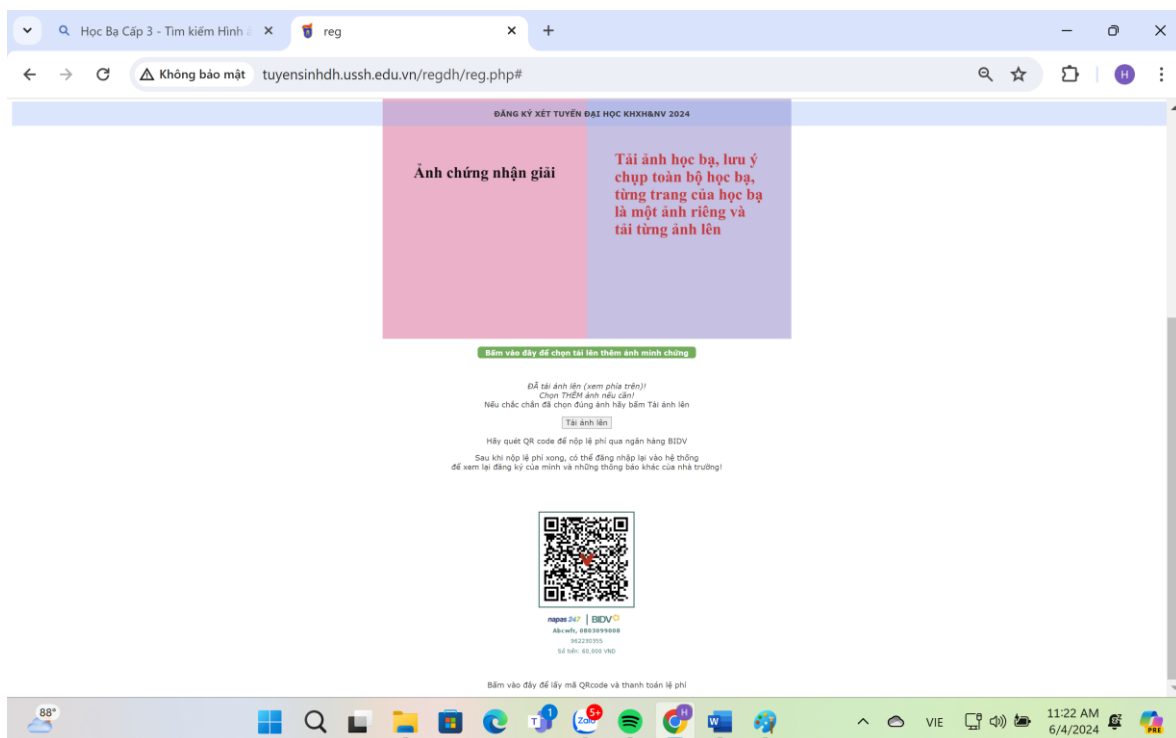 Học Bạ Cấp 3 - Tìm kiếm Hình ả
reg
Không bảo mật
tuyensinhdh.ussh.edu.vn/regdh/reg.php#
H
ĐĂNG KÝ XÉT TUYỂN ĐẠI HỌC KHXH&NV 2024
Ảnh chứng nhận giải
Tải ảnh học bạ, lưu ý
chụp toàn bộ học bạ,
từng trang của học bạ
là một ảnh riêng và
tải từng ảnh lên
Bấm vào đây để chọn tải lên thêm ảnh minh chứng
ĐÃ tải ảnh lên (xem phía trên)!
Chọn THÊM ảnh nếu cần!
Nếu chắc chắn đã chọn đúng ảnh hãy bấm Tải ảnh lên
Tải ảnh lên
Hãy quét QR code để nộp lệ phí qua ngân hàng BIDV
Sau khi nộp lệ phí xong, có thể đăng nhập lại vào hệ thống
để xem lại đăng ký của mình và những thông báo khác của nhà trường!
napas 247 | BIDV
Abcwfc, 0803099008
962230355
Số tiền: 60,000 VND
Bấm vào đây để lấy mã QRcode và thanh toán lệ phí
88°
1
Zalo
5+
H
VIE
11:22 AM
6/4/2024
PRE